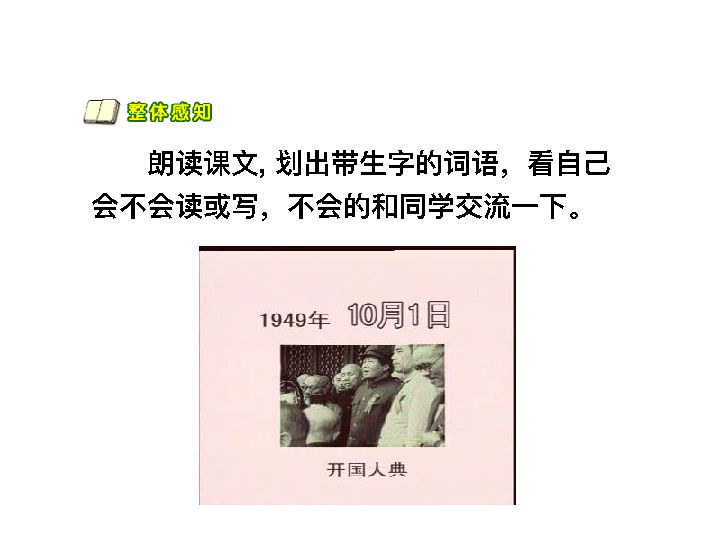 整体感知
朗读课文, 划出带生字的词语，看自己
会不会读或写，不会的和同学交流一下。
1949年 10月1日
开国大典